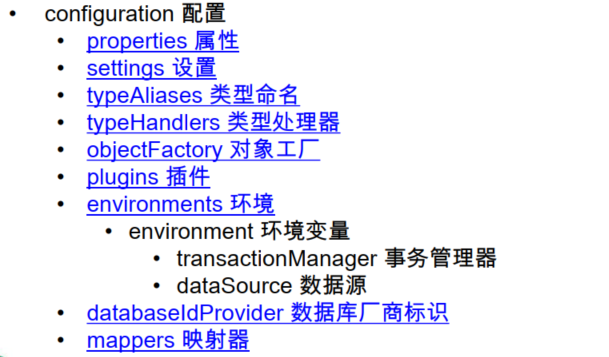 • configuration 配置
• properties 属性
• settings 设置
• typeAliases 类型命名
• typeHandlers 类型处理器
• objectFactory 对象工厂
• plugins 插件
• environments 环境
• environment 环境变量
• transactionManager 事务管理器
• dataSource 数据源
• databaseIdProvider 数据库厂商标识
• mappers 映射器